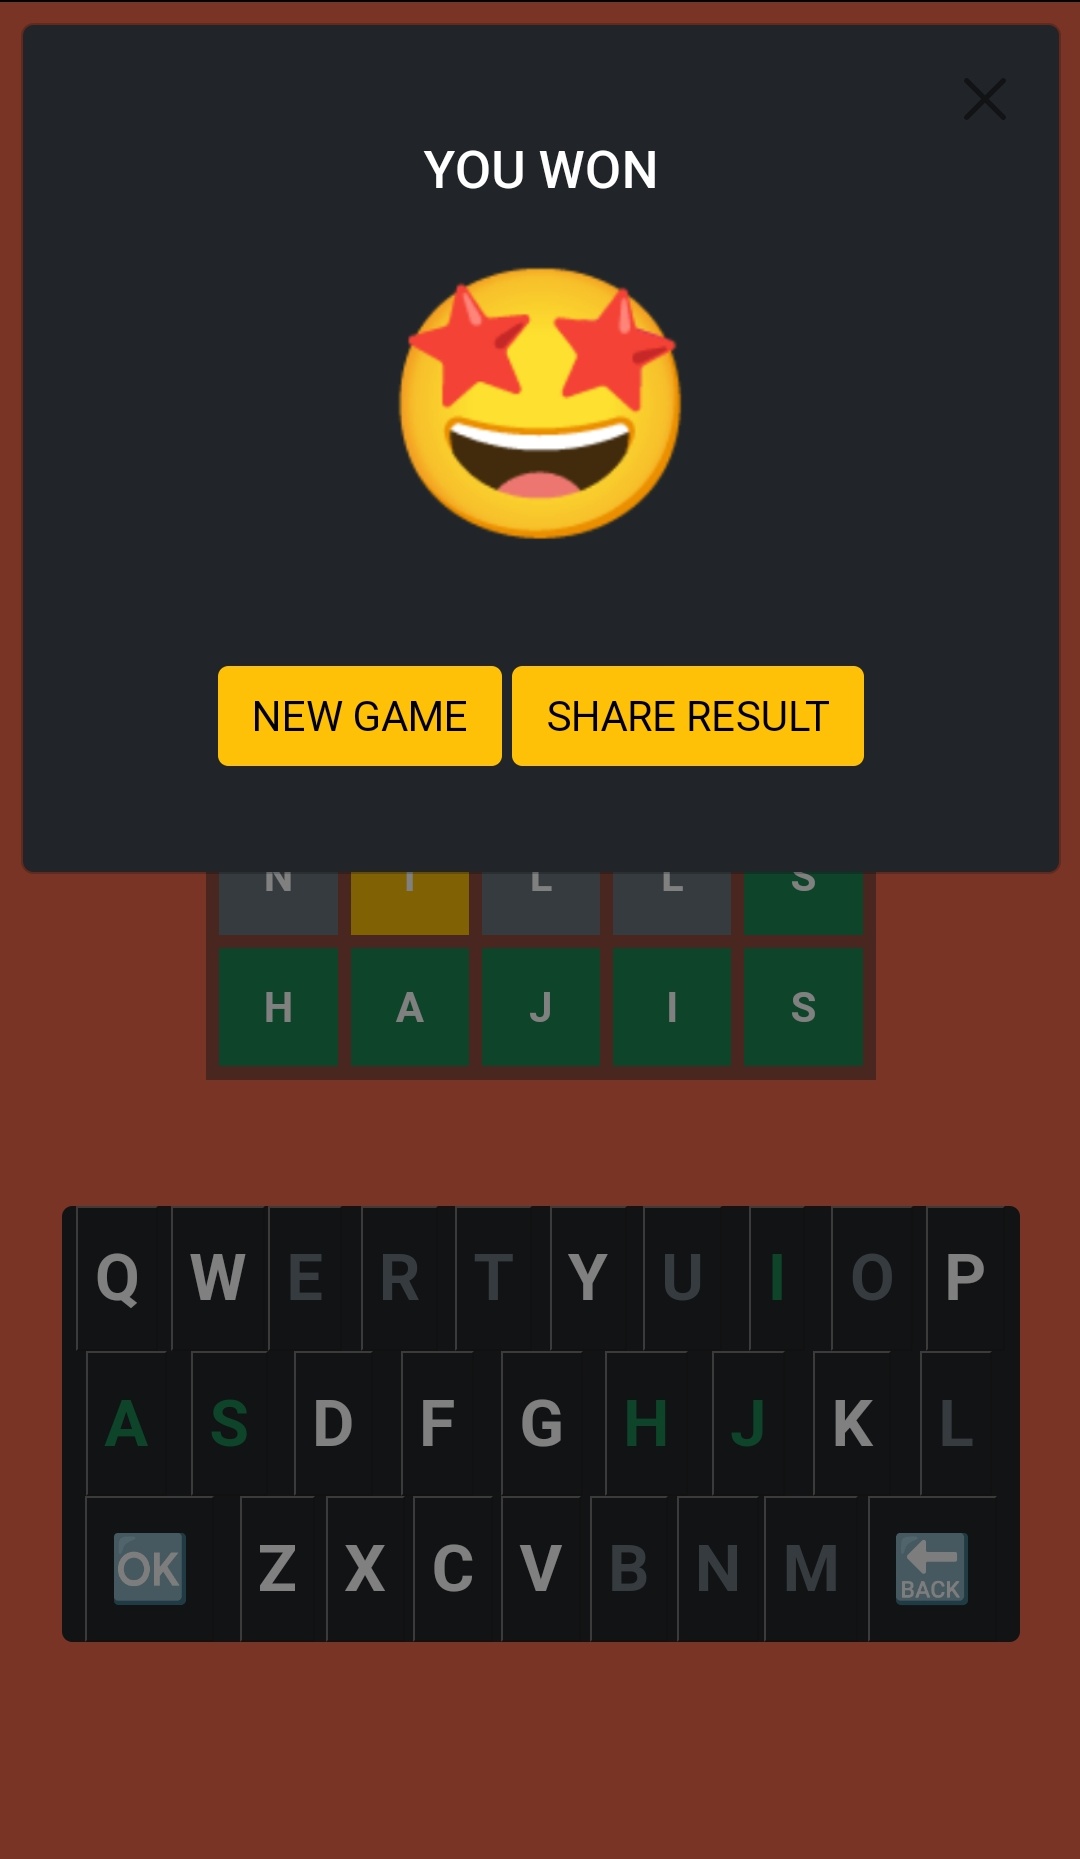 YOU WON
NEW GAME SHARE RESULT
N I L L S
H A J I S
Q W E R T Y U I O P
A S D F G H J K L
OK Z X C V B N M BACK